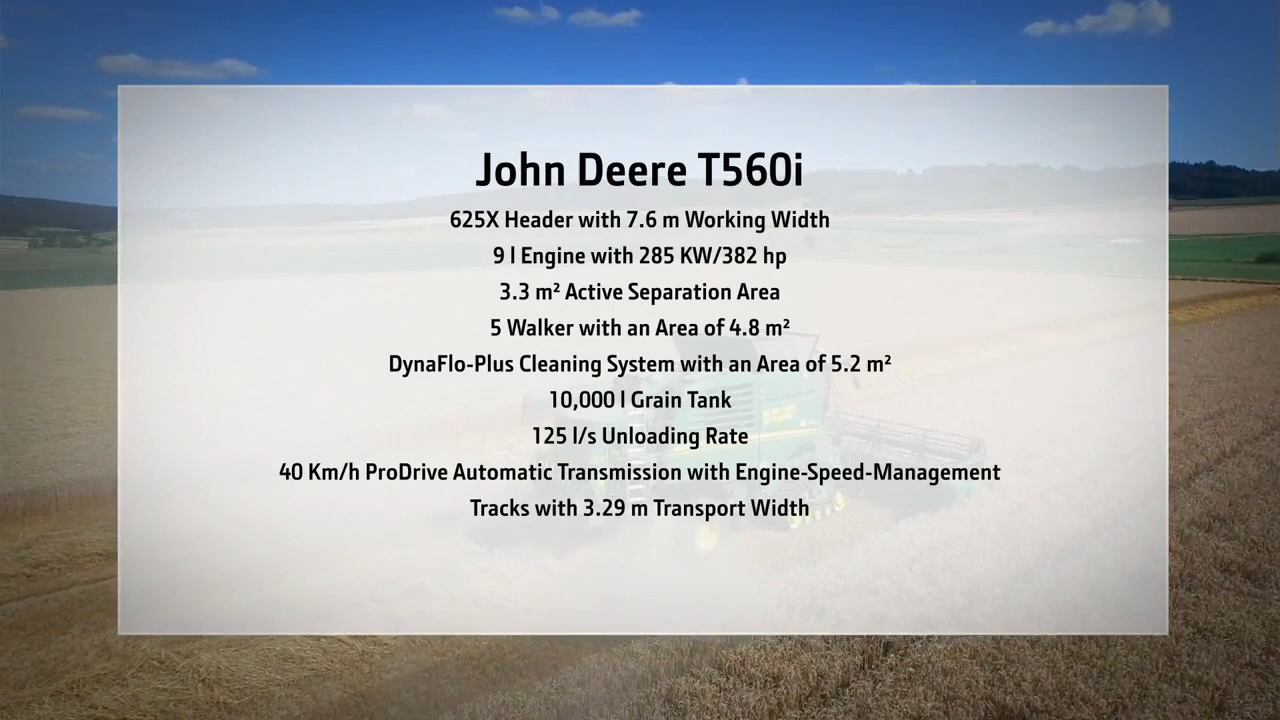 John Deere T560i
625X Header with 7.6 m Working Width
9 l Engine with 285 KW/382 hp
3.3 m² Active Separation Area
5 Walker with an Area of 4.8 m²
DynaFlo-Plus Cleaning System with an Area of 5.2 m²
10,000 l Grain Tank
125 l/s Unloading Rate
40 Km/h ProDrive Automatic Transmission with Engine-Speed-Management
Tracks with 3.29 m Transport Width